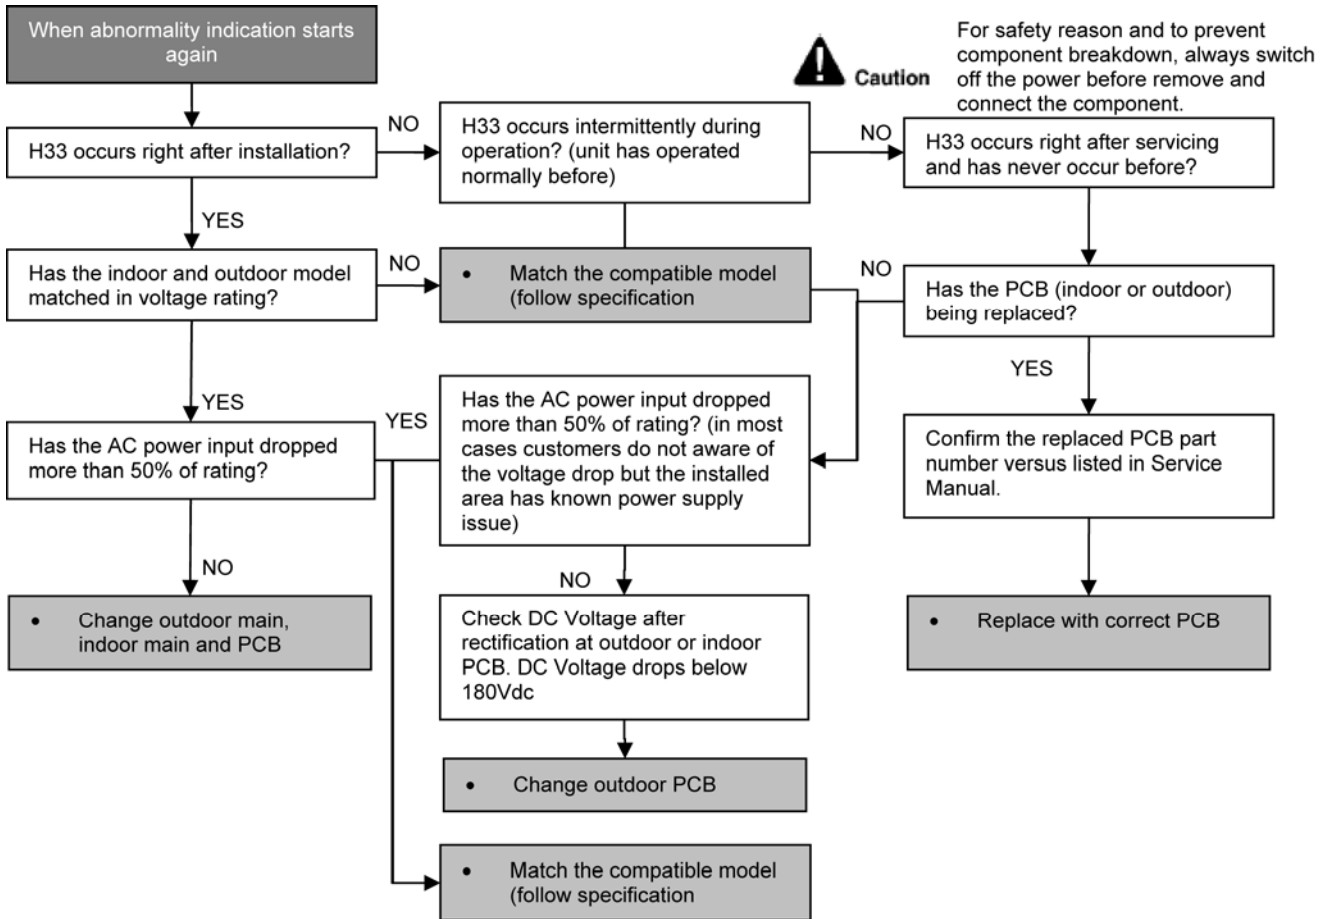 When abnormality indication starts
again
Caution
For safety reason and to prevent
component breakdown, always switch
off the power before remove and
connect the component.
H33 occurs right after installation?
NO
H33 occurs intermittently during
operation? (unit has operated
normally before)
NO
H33 occurs right after servicing
and has never occur before?
YES
Has the indoor and outdoor model
matched in voltage rating?
NO
• Match the compatible model
(follow specification
NO
Has the PCB (indoor or outdoor)
being replaced?
YES
YES
Has the AC power input dropped
more than 50% of rating?
YES
Has the AC power input dropped
more than 50% of rating? (in most
cases customers do not aware of
the voltage drop but the installed
area has known power supply
issue)
Confirm the replaced PCB part
number versus listed in Service
Manual.
NO
• Change outdoor main,
indoor main and PCB
NO
Check DC Voltage after
rectification at outdoor or indoor
PCB. DC Voltage drops below
180Vdc
• Replace with correct PCB
• Change outdoor PCB
• Match the compatible model
(follow specification